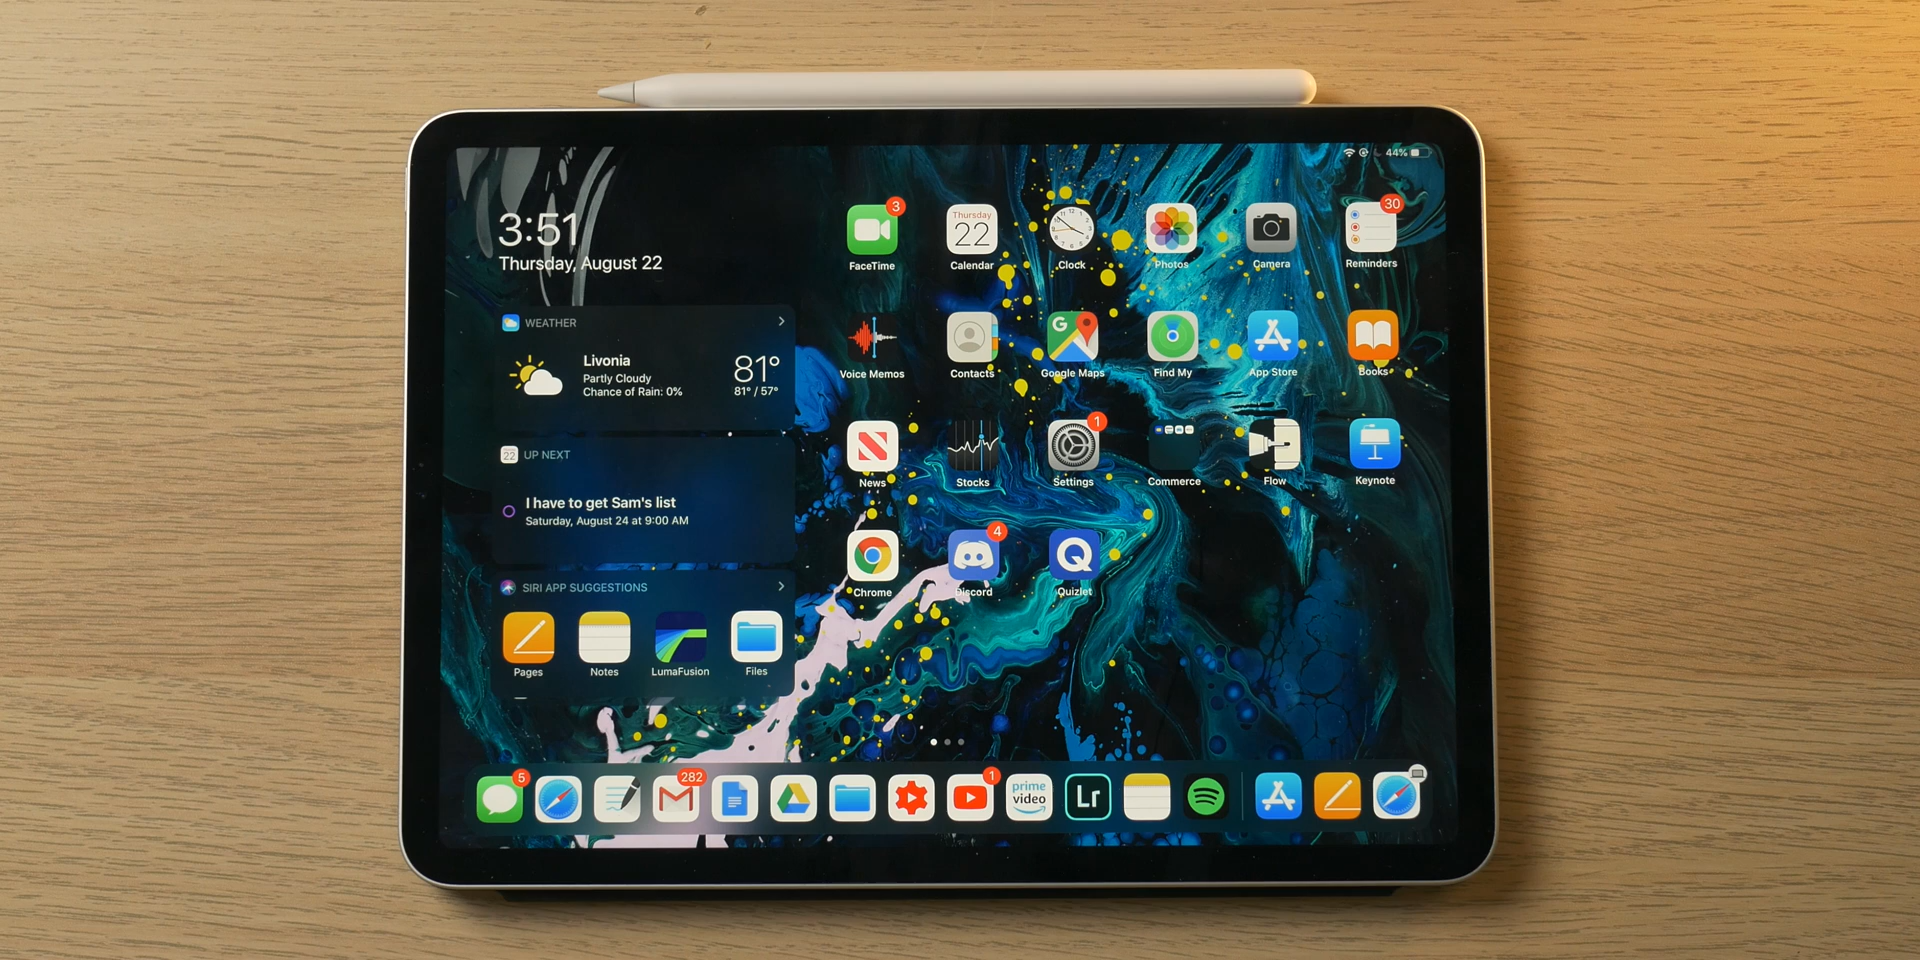 44%
3:51
Thursday, August 22
WEATHER
Livonia
Partly Cloudy
Chance of Rain: 0%
81°
81° / 57°
22
UP NEXT
I have to get Sam's list
Saturday, August 24 at 9:00 AM
SIRI APP SUGGESTIONS
Pages
Notes
LumaFusion
Files
3
Thursday
22
30
FaceTime
Calendar
Clock
Photos
Camera
Reminders
G
Voice Memos
Contacts
Google Maps
Find My
App Store
Books
1
News
Stocks
Settings
Commerce
Flow
Keynote
4
Q
Chrome
Discord
Quizlet
5
282
1
prime
video
Lr